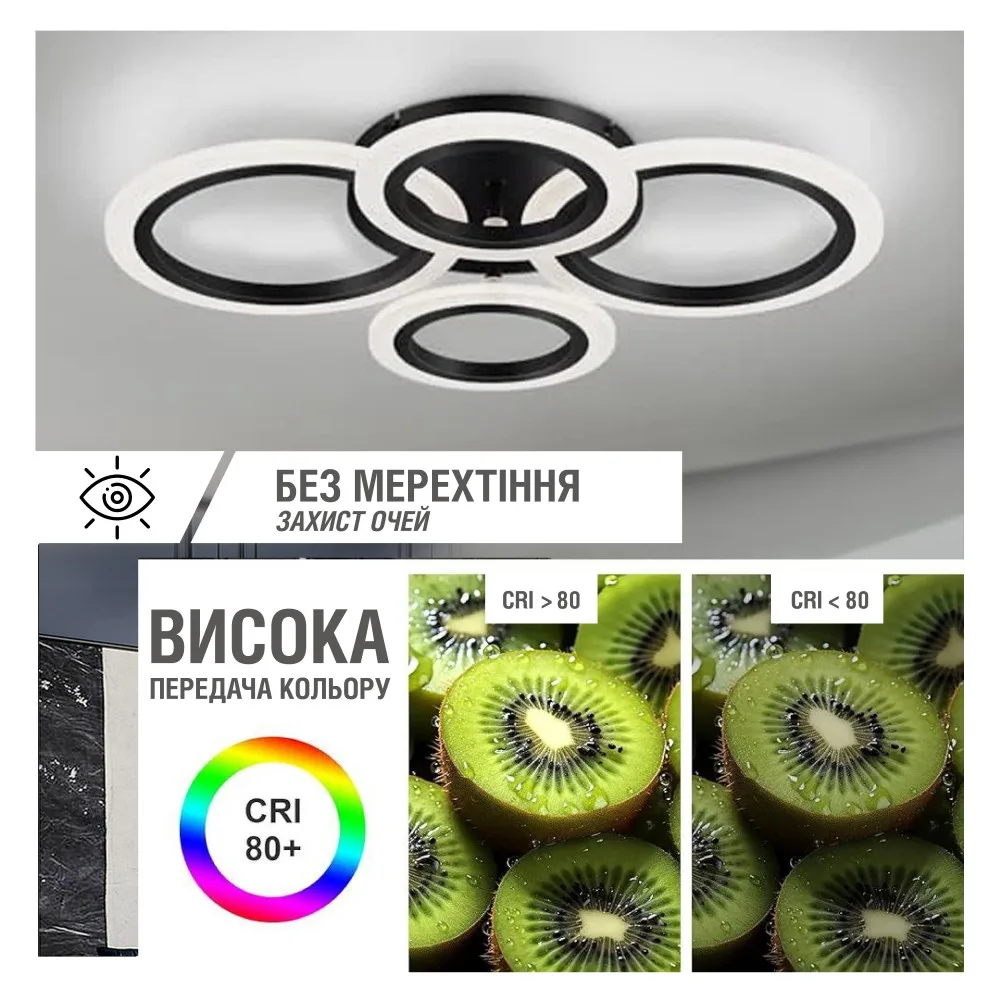 БЕЗ МЕРЕХТІННЯ
ЗАХИСТ ОЧЕЙ
ВИСОКА
ПЕРЕДАЧА КОЛЬОРУ
CRI
80+
CRI > 80
CRI < 80